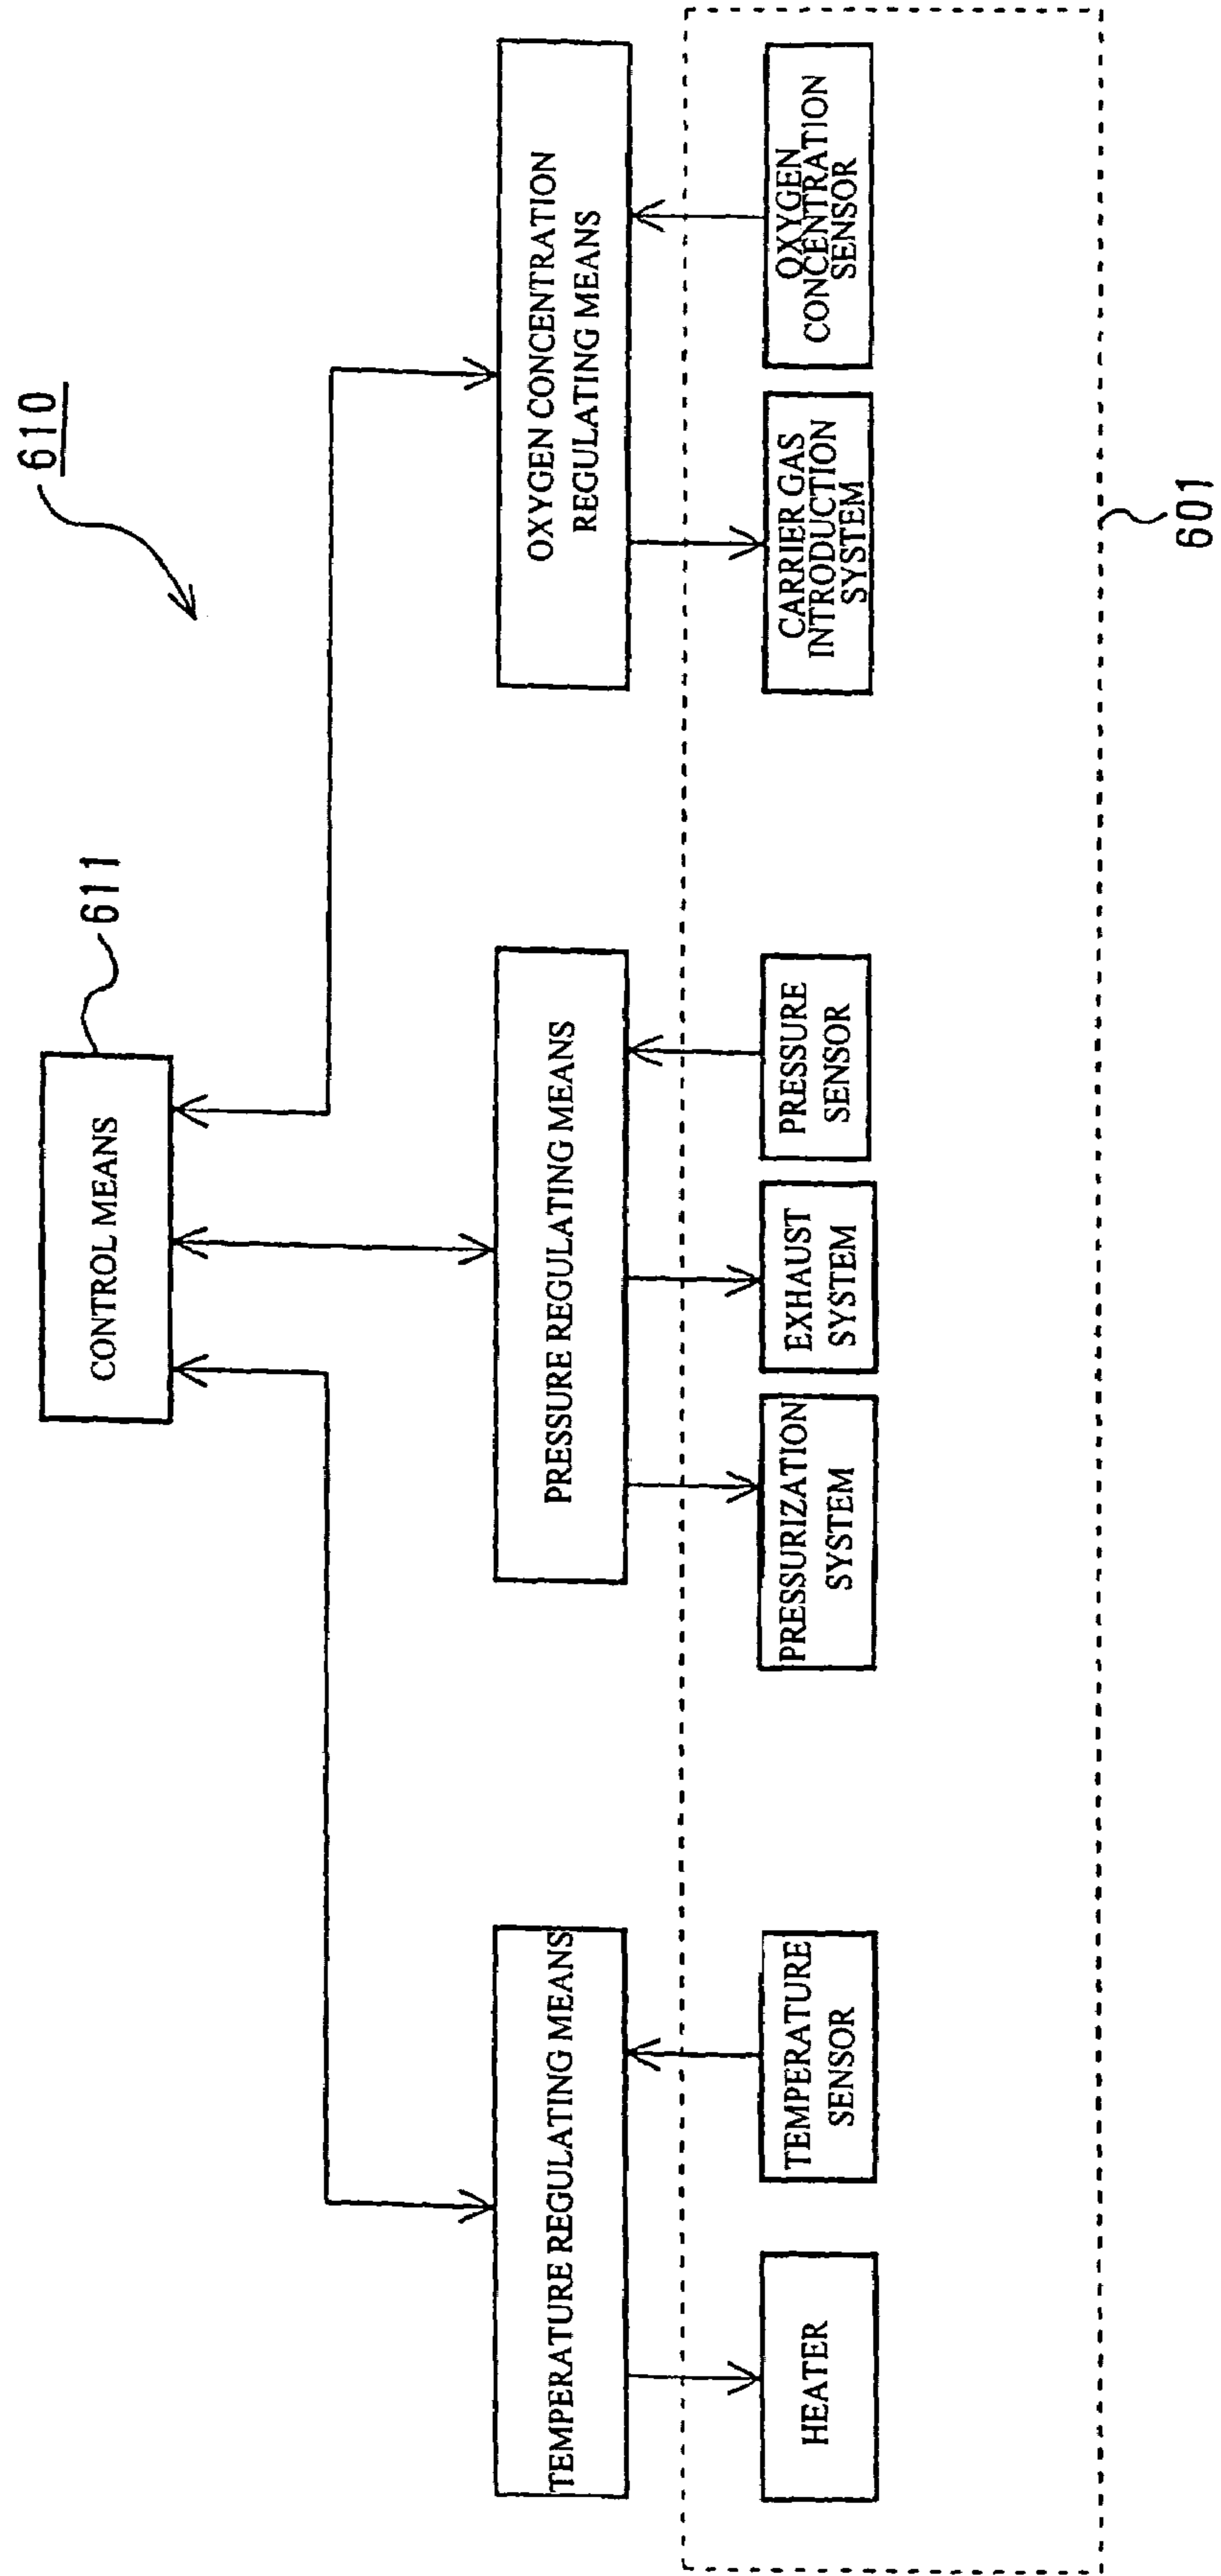 610
CONTROL MEANS
611
TEMPERATURE REGULATING MEANS
PRESSURE REGULATING MEANS
OXYGEN CONCENTRATION
REGULATING MEANS
HEATER
TEMPERATURE
SENSOR
PRESSURIZATION
SYSTEM
EXHAUST
SYSTEM
PRESSURE
SENSOR
CARRIER GAS
INTRODUCTION
SYSTEM
OXYGEN
CONCENTRATION
SENSOR
601